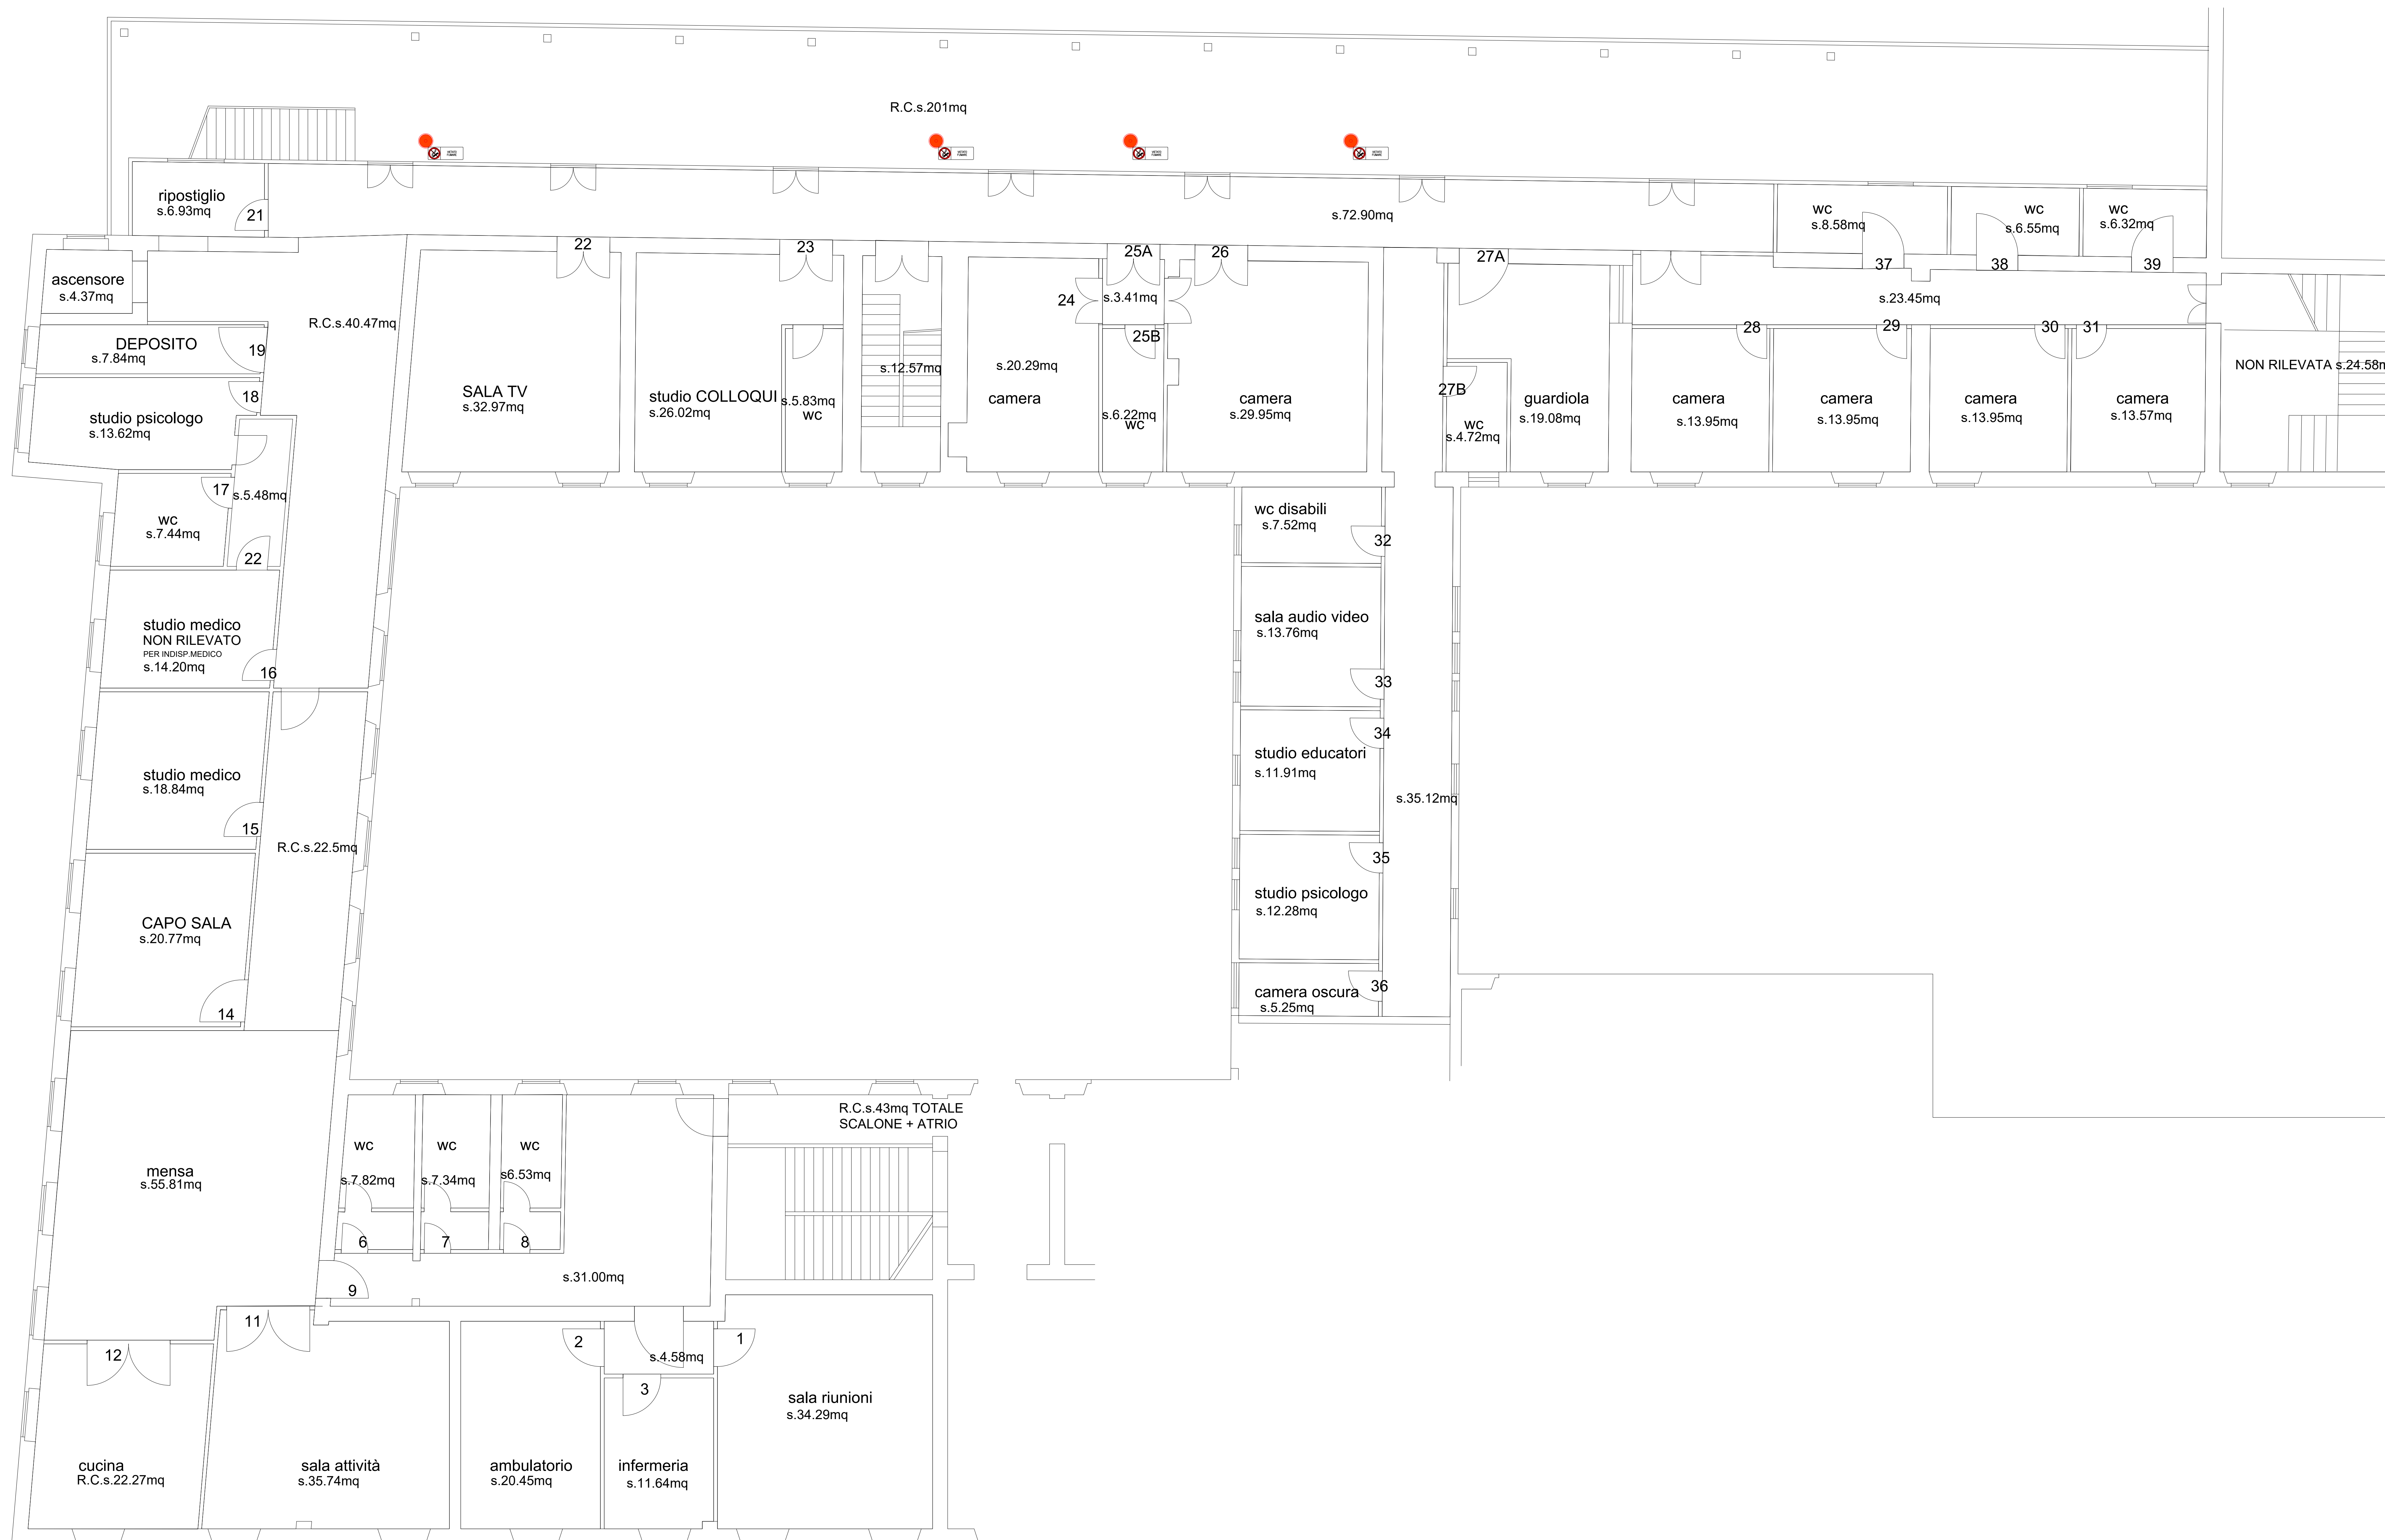 R.C.s.201mq
VIETATO
FUMARE
VIETATO
FUMARE
VIETATO
FUMARE
VIETATO
FUMARE
ripostiglio
s.6.93mq
21
s.72.90mq
wc
s.8.58mq
37
wc
s.6.55mq
38
wc
s.6.32mq
39
ascensore
s.4.37mq
R.C.s.40.47mq
DEPOSITO
s.7.84mq
19
18
studio psicologo
s.13.62mq
17
s.5.48mq
wc
s.7.44mq
22
studio medico
NON RILEVATO
PER INDISP.MEDICO
s.14.20mq
16
22
SALA TV
s.32.97mq
23
studio COLLOQUI
s.26.02mq
s.5.83mq
wc
s.12.57mq
24
s.20.29mq
camera
25A
s.3.41mq
25B
s.6.22mq
wc
26
camera
s.29.95mq
27A
27B
wc
s.4.72mq
guardiola
s.19.08mq
s.23.45mq
28
camera
s.13.95mq
29
camera
s.13.95mq
30
camera
s.13.95mq
31
camera
s.13.57mq
NON RILEVATA s.24.58m
wc disabili
s.7.52mq
32
sala audio video
s.13.76mq
33
34
studio educatori
s.11.91mq
s.35.12mq
35
studio psicologo
s.12.28mq
36
camera oscura
s.5.25mq
studio medico
s.18.84mq
15
R.C.s.22.5mq
CAPO SALA
s.20.77mq
14
mensa
s.55.81mq
wc
s.7.82mq
6
wc
s.7.34mq
7
wc
s6.53mq
8
R.C.s.43mq TOTALE
SCALONE + ATRIO
9
s.31.00mq
11
12
2
s.4.58mq
1
3
cucina
R.C.s.22.27mq
sala attività
s.35.74mq
ambulatorio
s.20.45mq
infermeria
s.11.64mq
sala riunioni
s.34.29mq